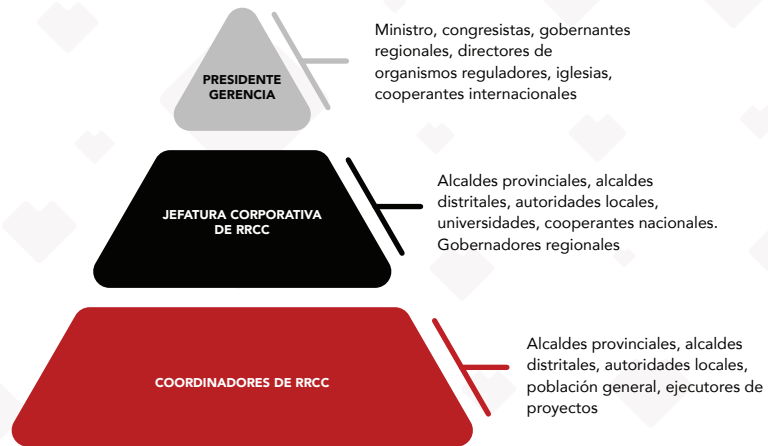 PRESIDENTE
GERENCIA
Ministro, congresistas, gobernantes
regionales, directores de
organismos reguladores, iglesias,
cooperantes internacionales
JEFATURA CORPORATIVA
DE RRCC
Alcaldes provinciales, alcaldes
distritales, autoridades locales,
universidades, cooperantes nacionales.
Gobernadores regionales
COORDINADORES DE RRCC
Alcaldes provinciales, alcaldes
distritales, autoridades locales,
población general, ejecutores de
proyectos